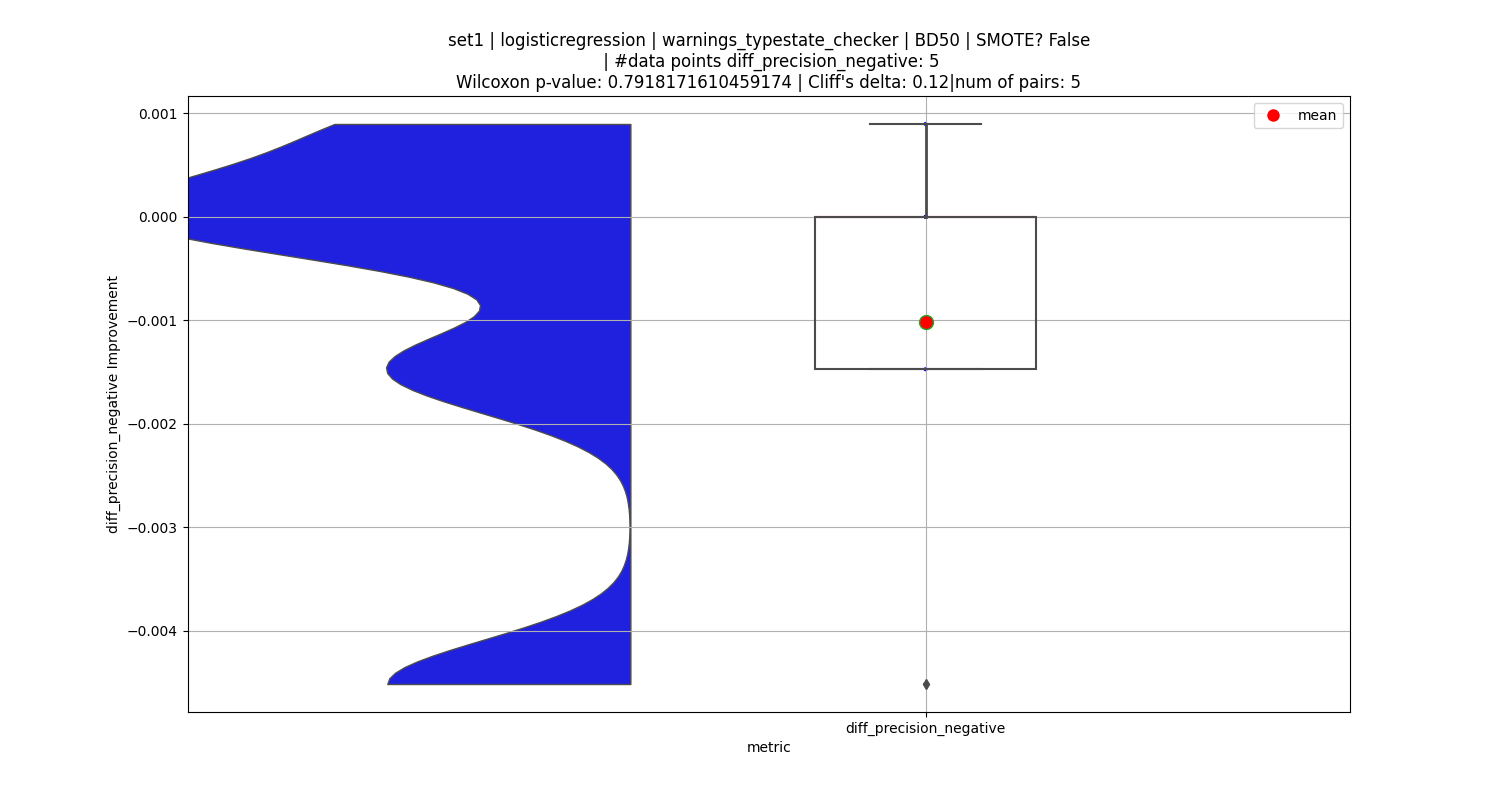 set1 | logisticregression | warnings_typestate_checker | BD50 | SMOTE? False
| #data points diff_precision_negative: 5
Wilcoxon p-value: 0.7918171610459174 | Cliff's delta: 0.12|num of pairs: 5
mean
0.001
0.000
−0.001
−0.002
−0.003
−0.004
diff_precision_negative Improvement
diff_precision_negative
metric